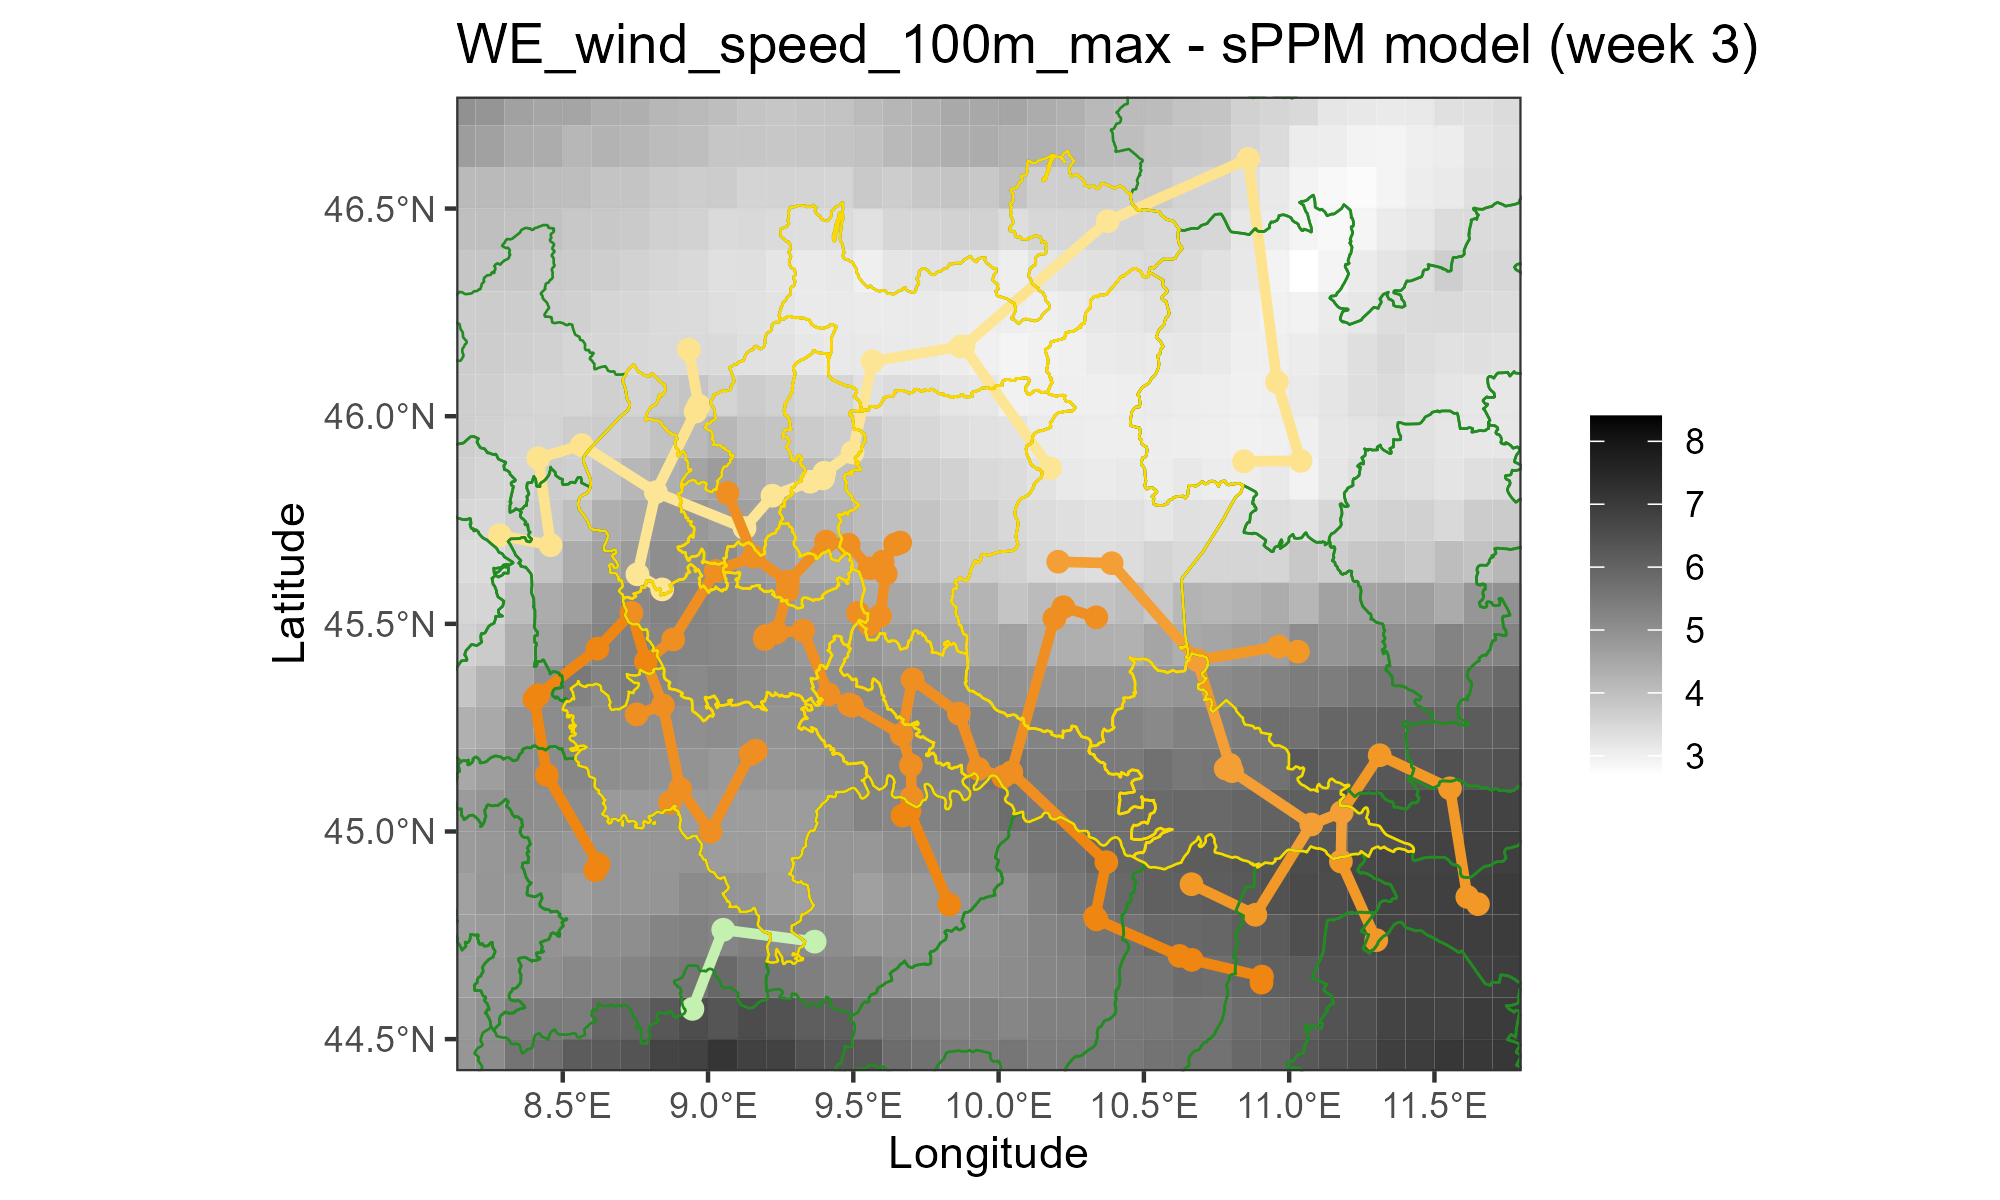 WE_wind_speed_100m_max - sPPM model (week 3)
46.5°N
46.0°N
45.5°N
45.0°N
44.5°N
Latitude
8.5°E 9.0°E 9.5°E 10.0°E 10.5°E 11.0°E 11.5°E
Longitude
8
7
6
5
4
3